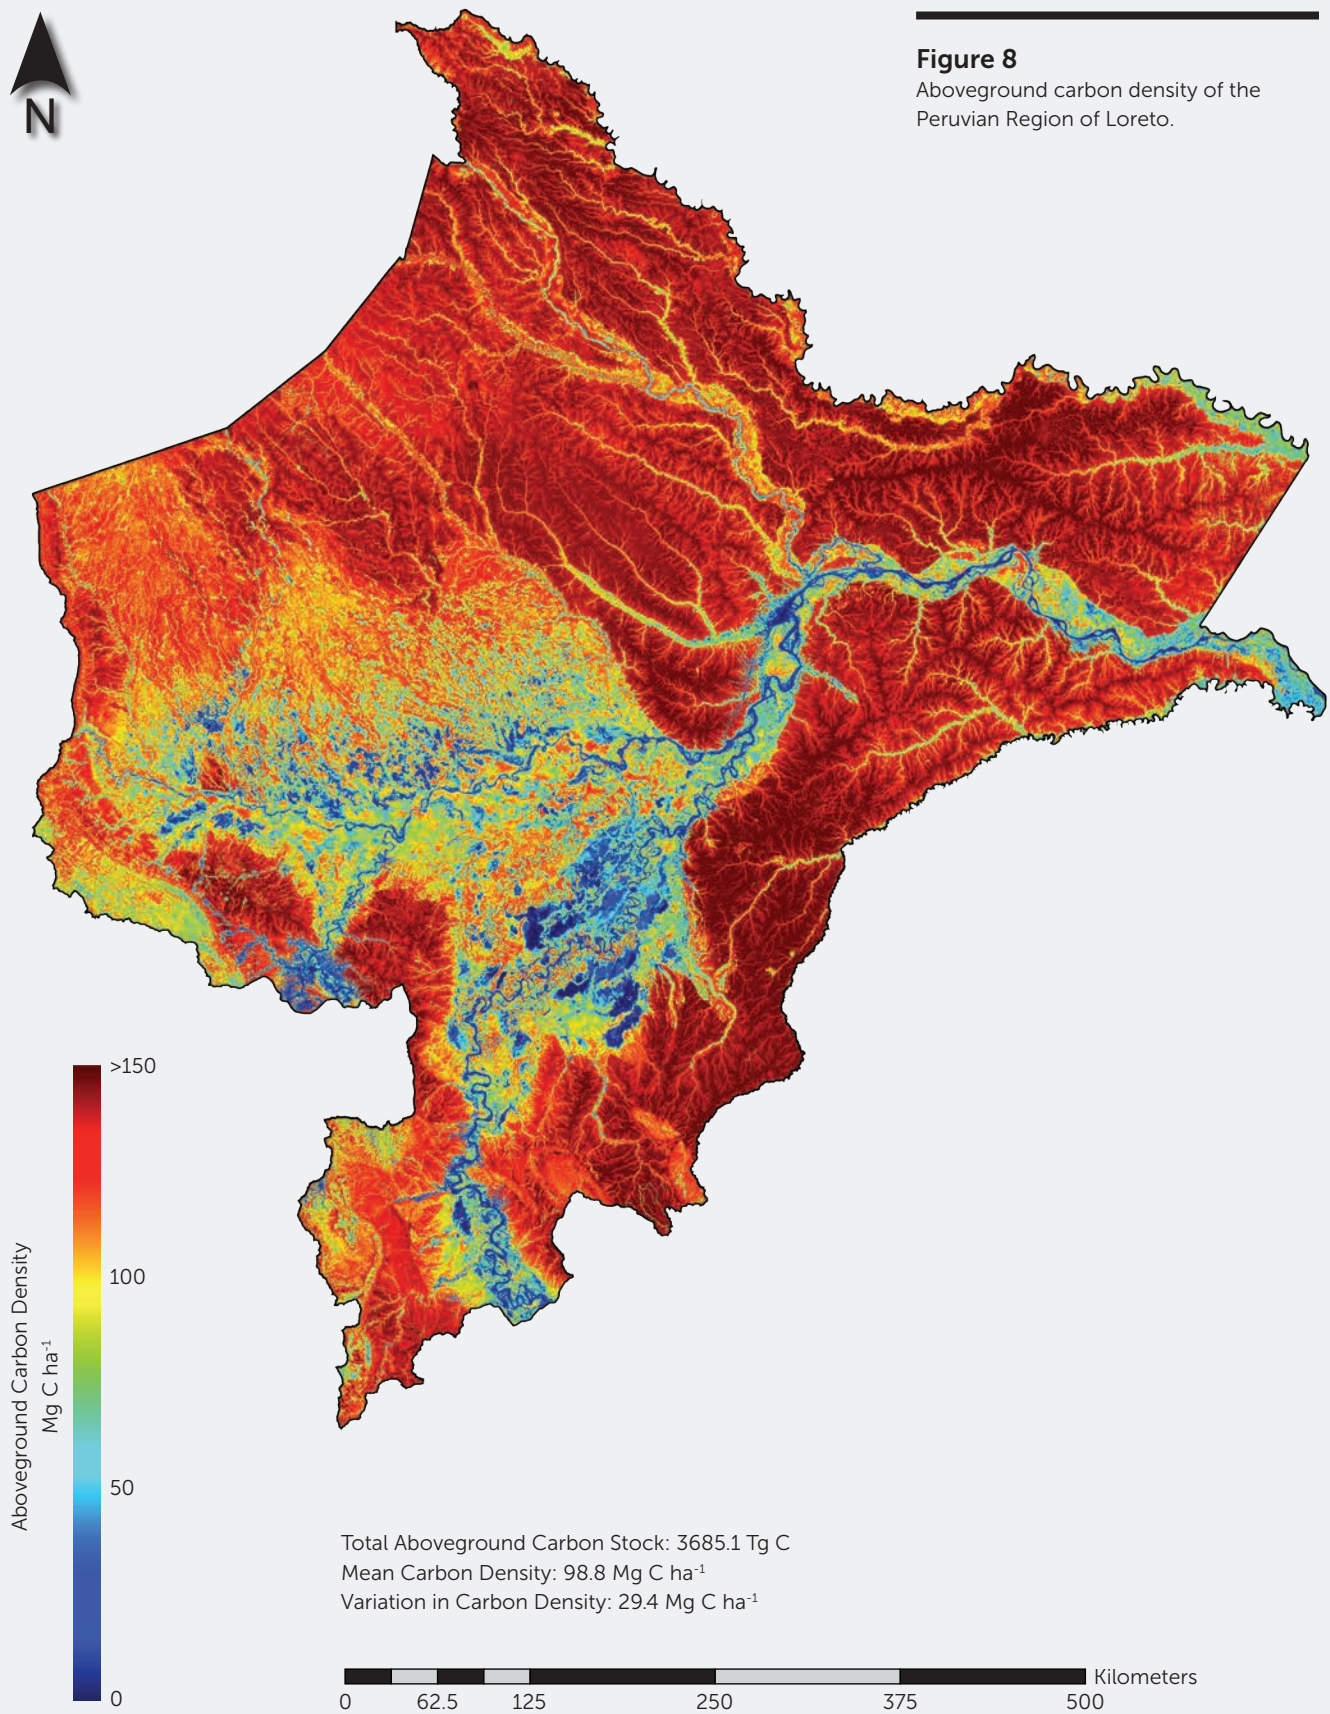 N
Figure 8
Aboveground carbon density of the
Peruvian Region of Loreto.
>150
100
50
0
Aboveground Carbon Density
Mg C ha⁻¹
Total Aboveground Carbon Stock: 3685.1 Tg C
Mean Carbon Density: 98.8 Mg C ha⁻¹
Variation in Carbon Density: 29.4 Mg C ha⁻¹
Kilometers
0 62.5 125 250 375 500